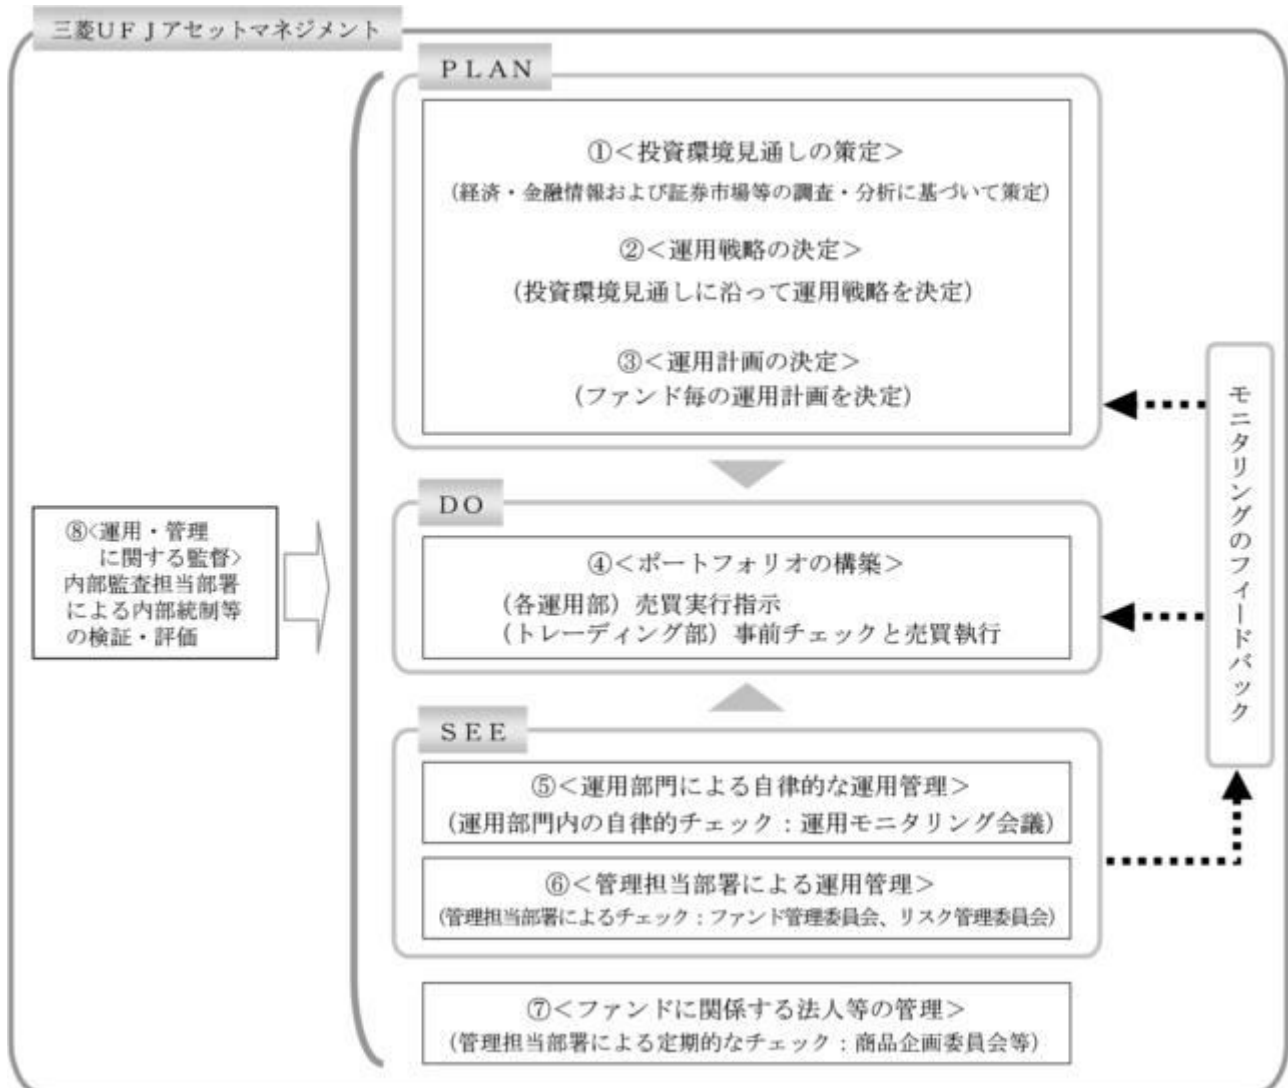 三菱ＵＦＪアセットマネジメント
ＰＬＡＮ
①＜投資環境見通しの策定＞
（経済・金融情報および証券市場等の調査・分析に基づいて策定）
②＜運用戦略の決定＞
（投資環境見通しに沿って運用戦略を決定）
③＜運用計画の決定＞
（ファンド毎の運用計画を決定）
ＤＯ
④＜ポートフォリオの構築＞
（各運用部）売買実行指示
（トレーディング部）事前チェックと売買執行
ＳＥＥ
⑤＜運用部門による自律的な運用管理＞
（運用部門内の自律的チェック：運用モニタリング会議）
⑥＜管理担当部署による運用管理＞
（管理担当部署によるチェック：ファンド管理委員会、リスク管理委員会）
⑦＜ファンドに関係する法人等の管理＞
（管理担当部署による定期的なチェック：商品企画委員会等）
⑧〈運用・管理
に関する監督〉
内部監査担当部署
による内部統制等
の検証・評価
モニタリングのフィードバック